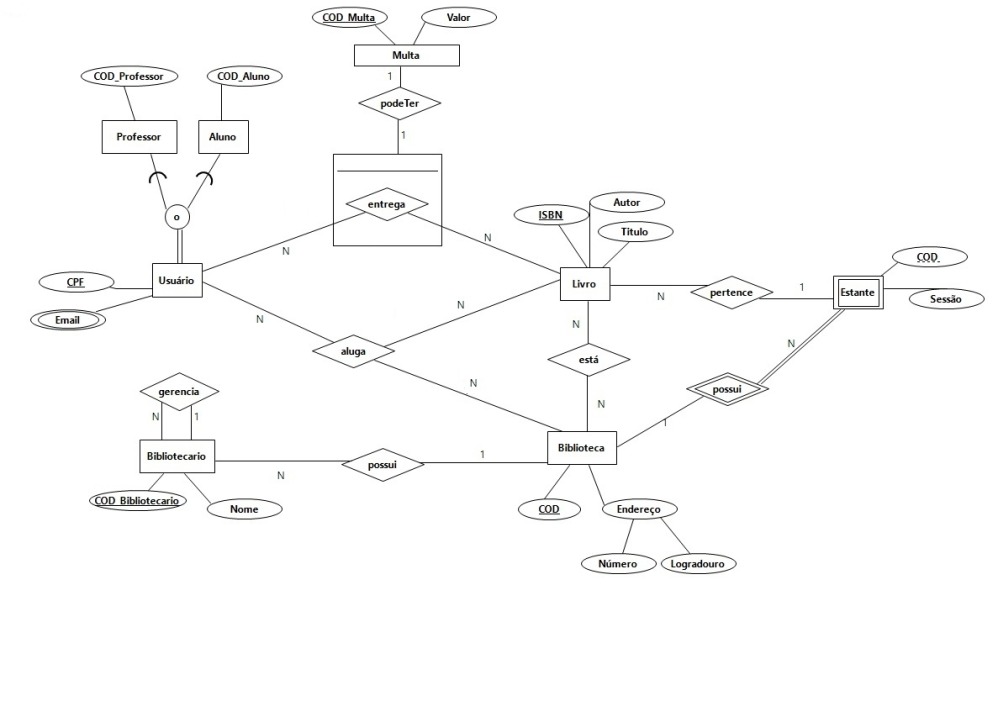 COD_Multa
Valor
Multa
1
COD_Professor
COD_Aluno
podeTer
1
Professor
Aluno
entrega
Autor
ISBN
o
Titulo
N
N
COD
Usuário
CPF
Livro
pertence
1
Estante
N
Sessão
N
Email
N
N
aluga
está
N
N
gerencia
possui
N
1
N
1
Bibliotecario
possui
1
Biblioteca
N
COD_Bibliotecario
Nome
COD
Endereço
Número
Logradouro